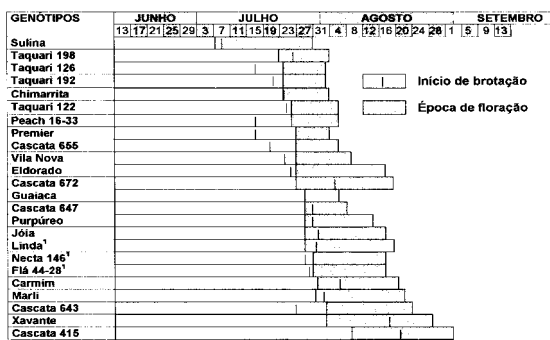 GENÓTIPOS JUNHO JULHO AGOSTO SETEMBRO
13 17 21 25 29 3 7 11 15 19 23 27 31 4 8 12 16 20 24 28 1 5 9 13
Sulina
Taquari 198
Taquari 126
Taquari 192
Chimarrita
Taquari 122
Peach 16-33
Premier
Cascata 655
Vila Nova
Eldorado
Cascata 672
Guaiaca
Cascata 647
Purpúreo
Jóia
Linda¹
Necta 146¹
Flá 44-28¹
Carmim
Marli
Cascata 643
Xavante
Cascata 415
Início de brotação
Época de floração